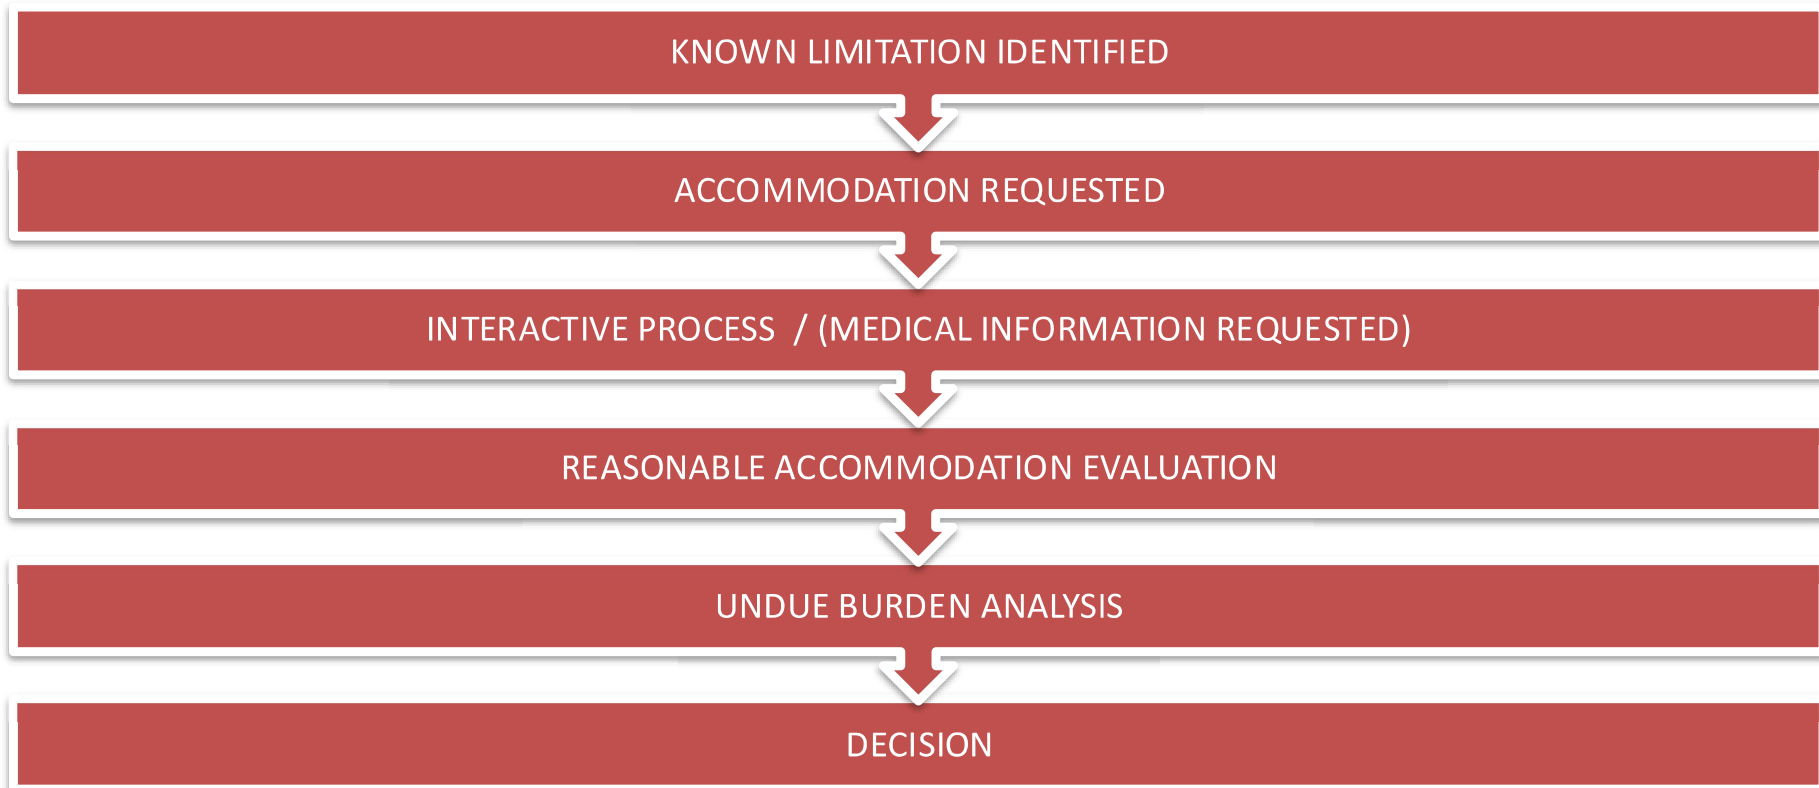 KNOWN LIMITATION IDENTIFIED
ACCOMMODATION REQUESTED
INTERACTIVE PROCESS / (MEDICAL INFORMATION REQUESTED)
REASONABLE ACCOMMODATION EVALUATION
UNDUE BURDEN ANALYSIS
DECISION